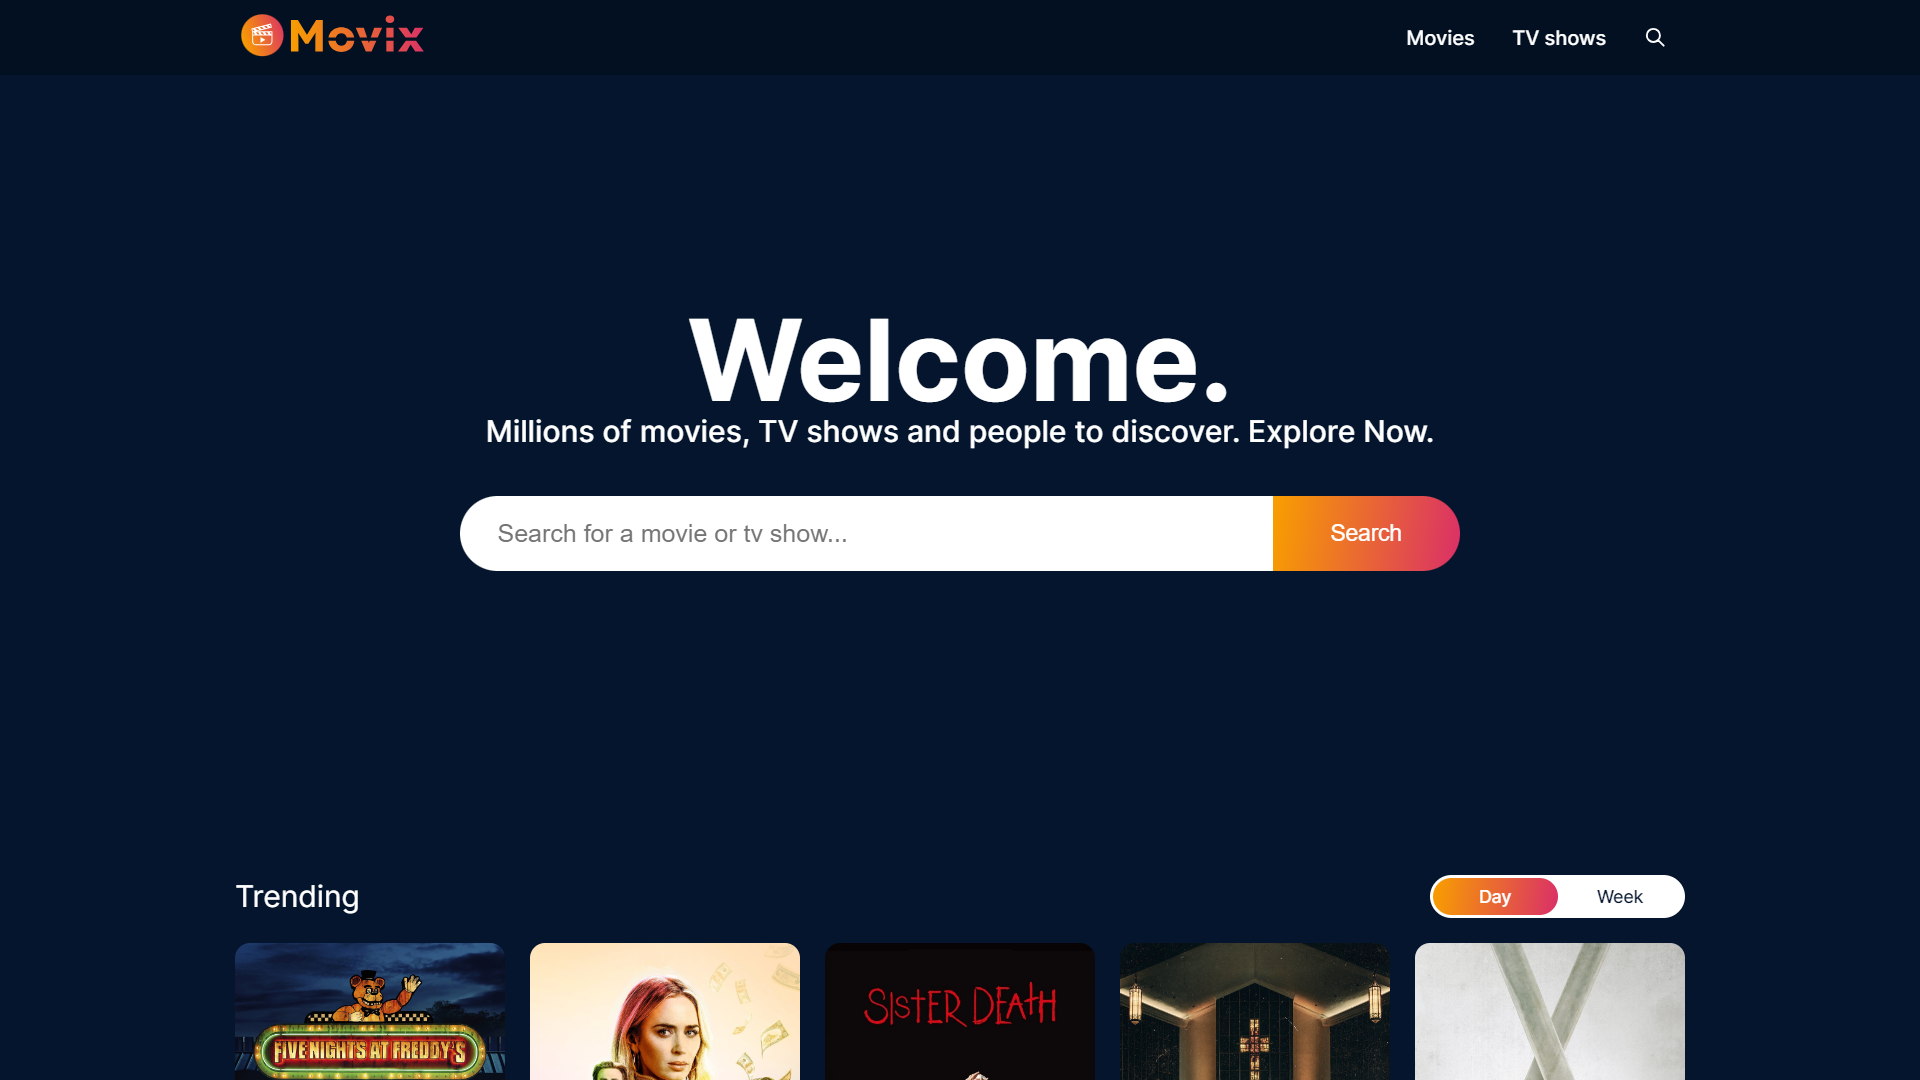 Movix
Movies
TV shows
Welcome.
Millions of movies, TV shows and people to discover. Explore Now.
Search for a movie or tv show...
Search
Trending
Day
Week
FIVE NIGHTS AT FREDDY'S
SISTER DEATH